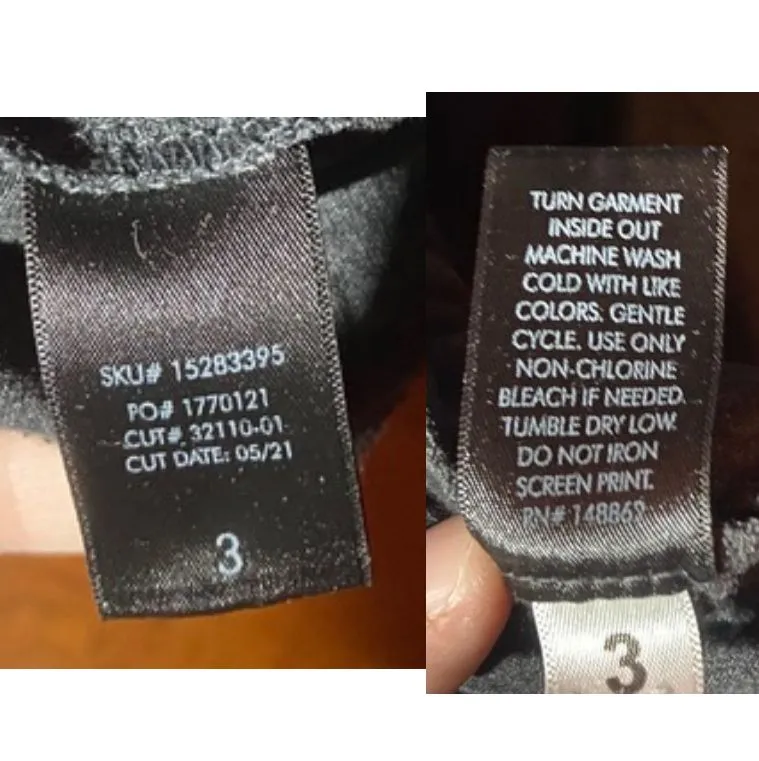 SKU# 15283395
PO# 1770121
CUT# 32110-01
CUT DATE: 05/21
3
TURN GARMENT
INSIDE OUT
MACHINE WASH
COLD WITH LIKE
COLORS. GENTLE
CYCLE. USE ONLY
NON-CHLORINE
BLEACH IF NEEDED.
TUMBLE DRY LOW.
DO NOT IRON
SCREEN PRINT.
RN# 148863
3